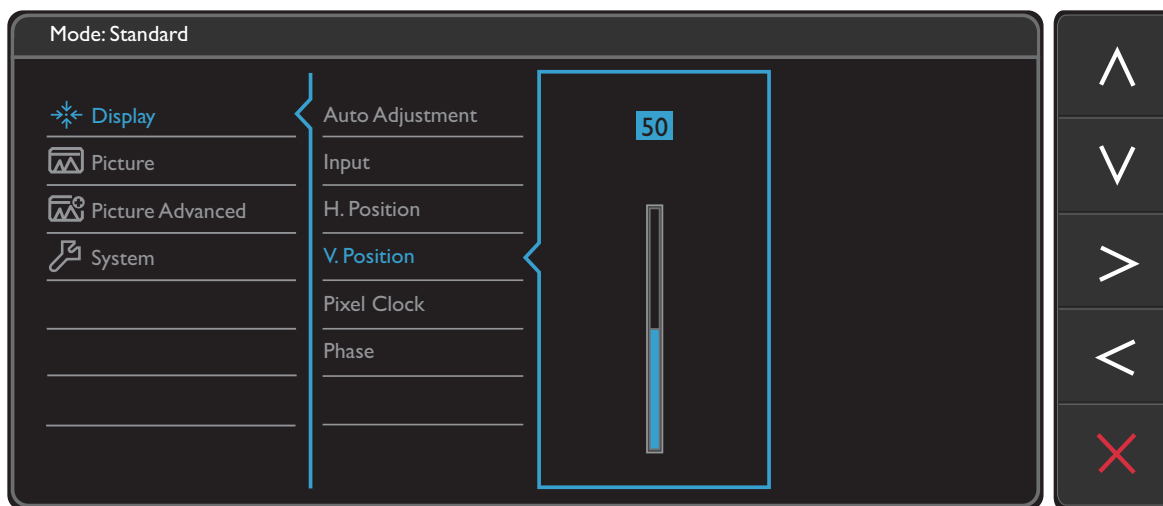 Mode: Standard
Display
Picture
Picture Advanced
System
Auto Adjustment
Input
H. Position
V. Position
Pixel Clock
Phase
50